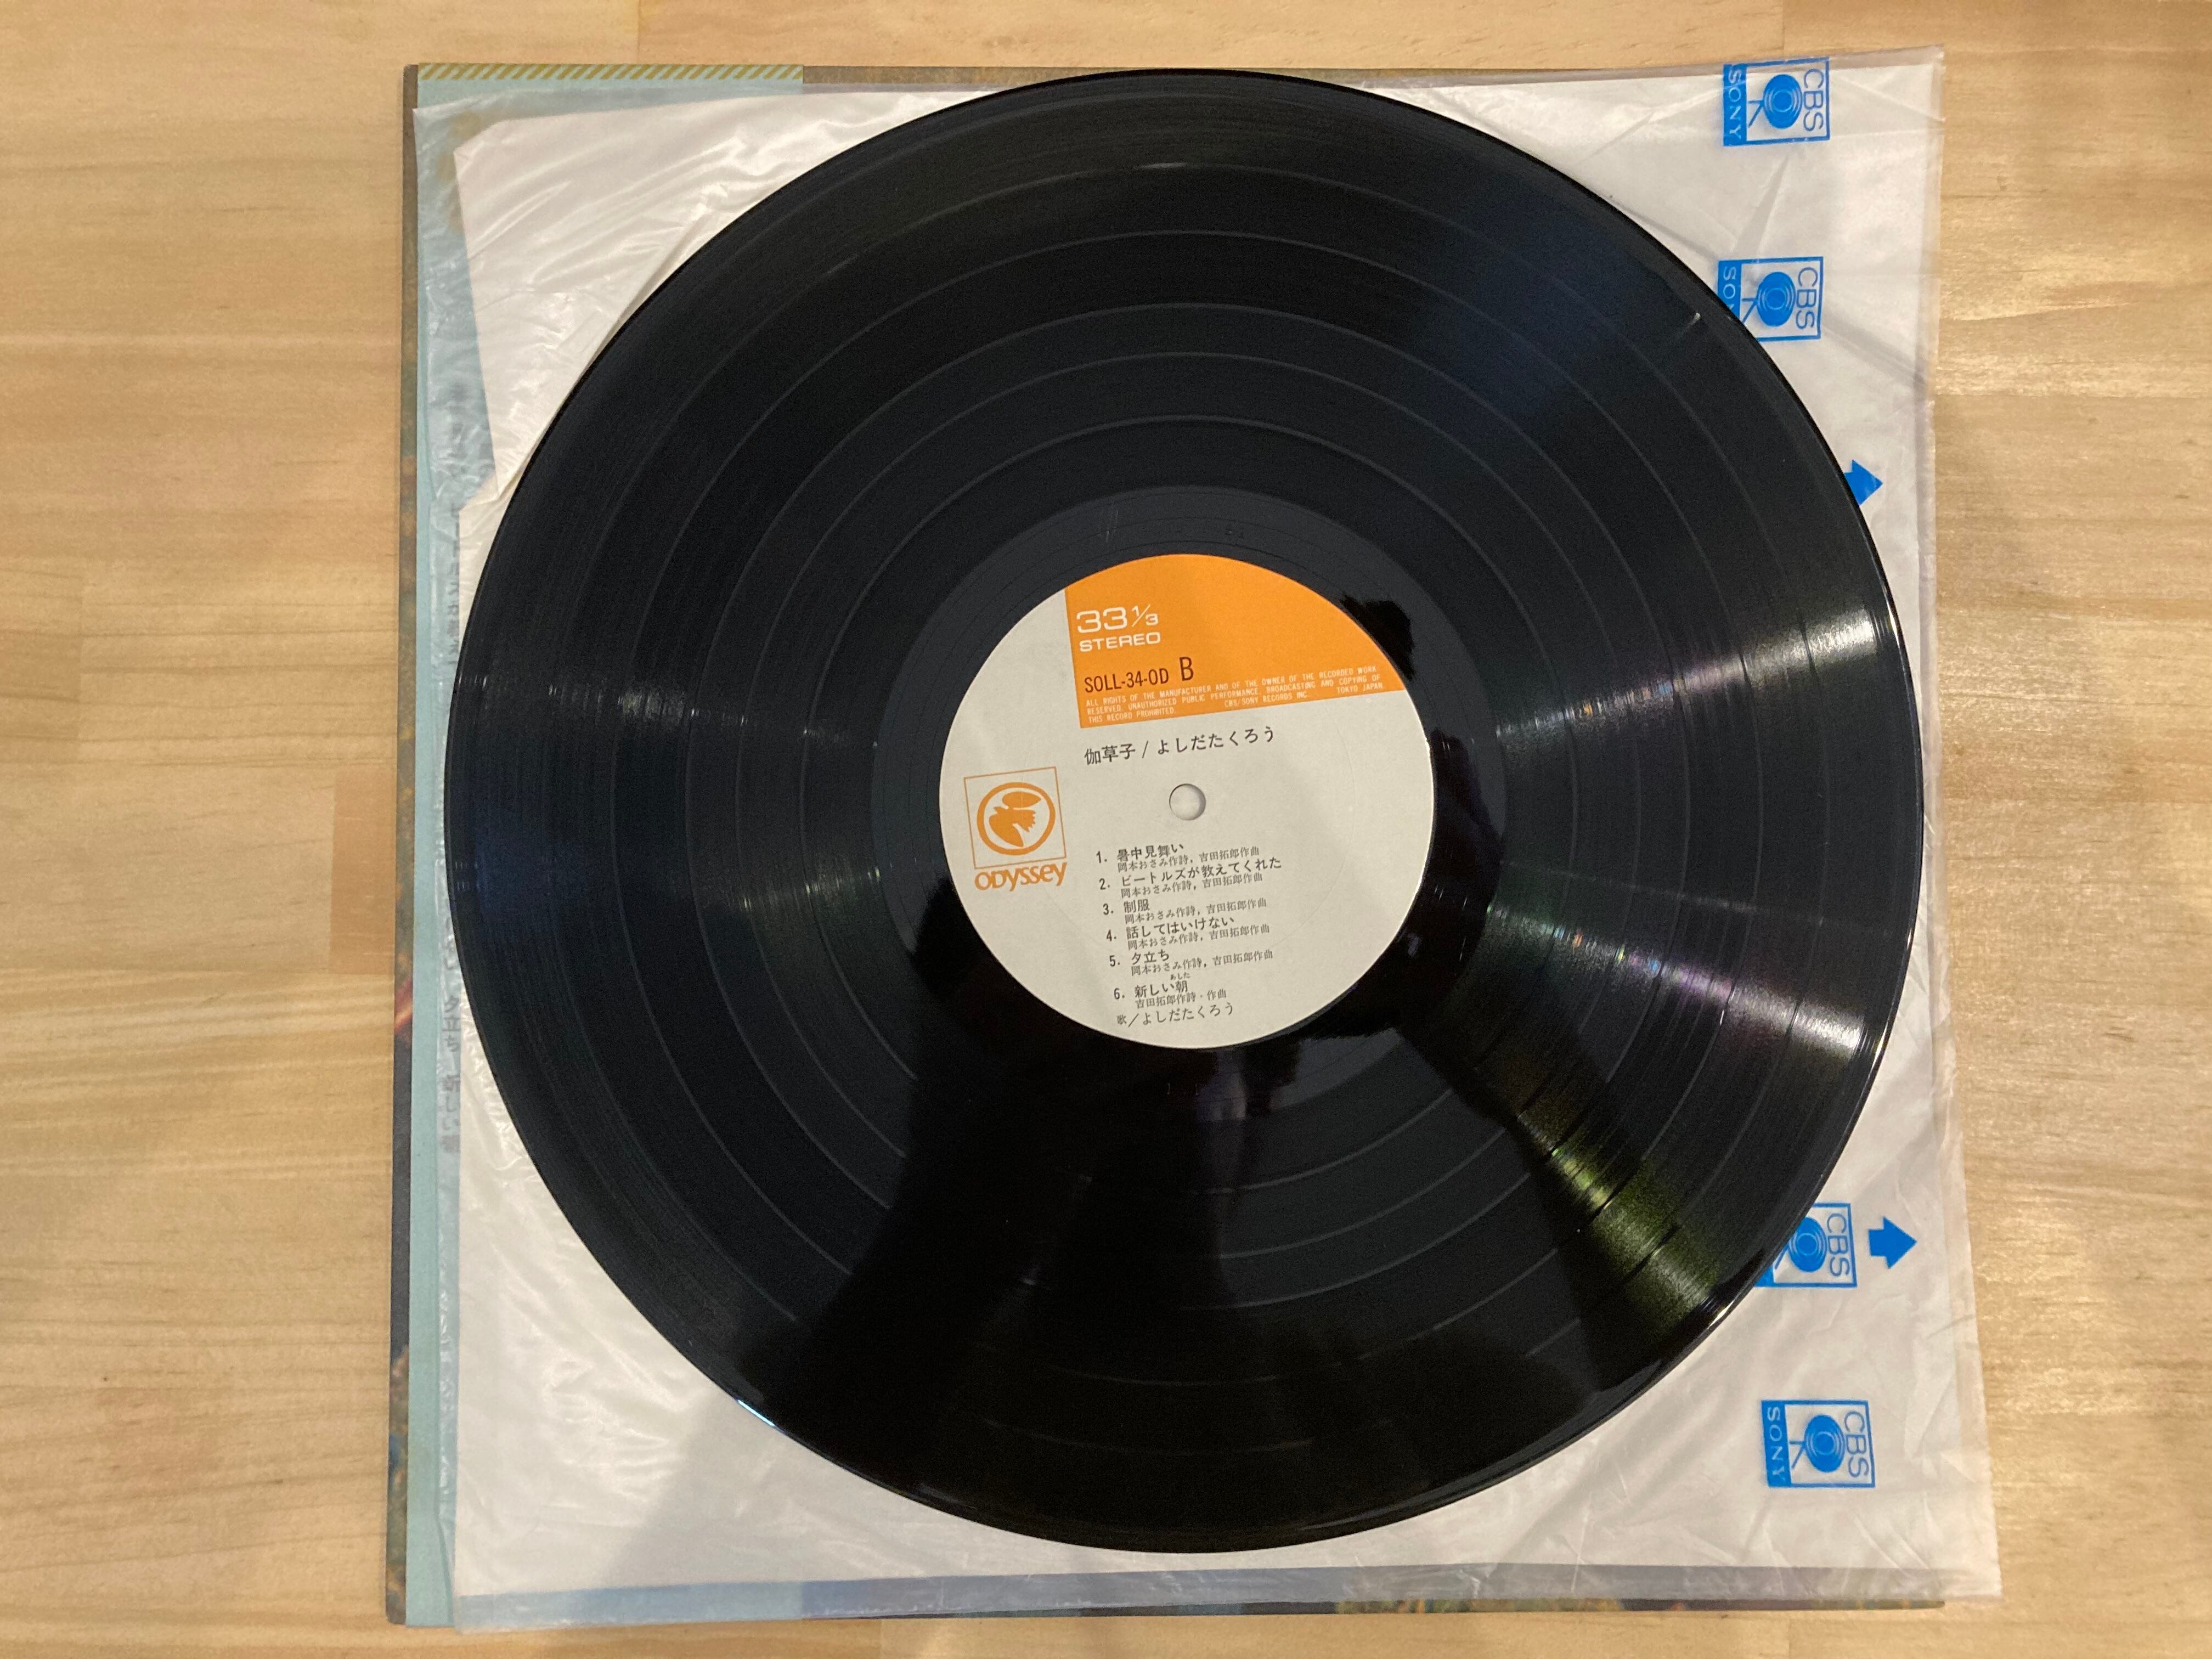 33⅓
STEREO
SOLL-34-OD B
ALL RIGHTS OF THE MANUFACTURER AND OF THE OWNER OF THE RECORDED WORK
RESERVED. UNAUTHORIZED PUBLIC PERFORMANCE, BROADCASTING AND COPYING OF
THIS RECORD PROHIBITED. CBS/SONY RECORDS INC. TOKYO JAPAN
伽草子/よしだたくろう
ODYSSEY
1. 暑中見舞い
岡本おさみ作詩, 吉田拓郎作曲
2. ビートルズが教えてくれた
岡本おさみ作詩, 吉田拓郎作曲
3. 制服
岡本おさみ作詩, 吉田拓郎作曲
4. 話してはいけない
岡本おさみ作詩, 吉田拓郎作曲
5. 夕立ち
岡本おさみ作詩, 吉田拓郎作曲
あした
6. 新しい朝
吉田拓郎作詩・作曲
歌/よしだたくろう
CBS
SONY
CBS
SO
CBS
CBS
SONY
夕立ち